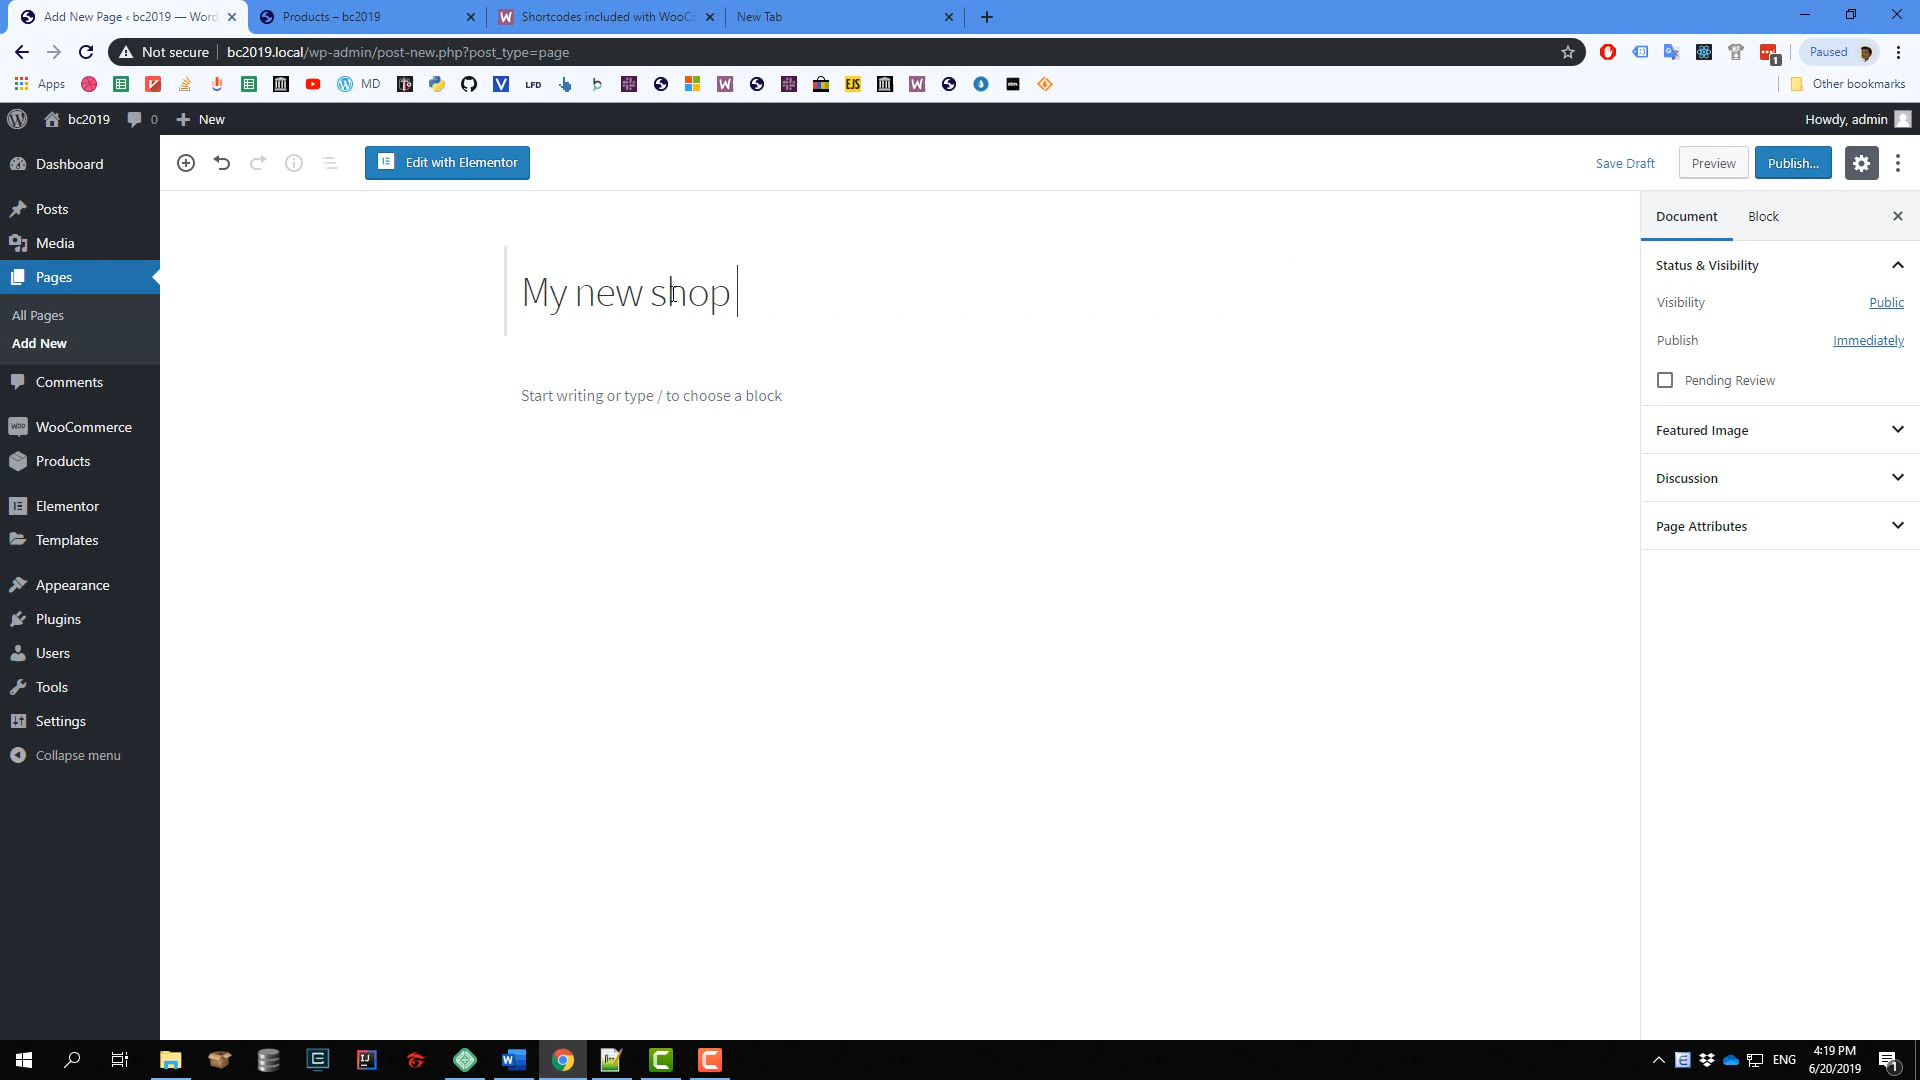 Add New Page ‹ bc2019 — Word
Products – bc2019
Shortcodes included with WooCo
New Tab
Not secure
bc2019.local/wp-admin/post-new.php?post_type=page
Paused
Apps
MD
LFD
EJS
Other bookmarks
bc2019
0
New
Howdy, admin
Dashboard
Posts
Media
Pages
All Pages
Add New
Comments
WooCommerce
Products
Elementor
Templates
Appearance
Plugins
Users
Tools
Settings
Collapse menu
Edit with Elementor
Save Draft
Preview
Publish...
My new shop
Start writing or type / to choose a block
Document
Block
Status & Visibility
Visibility
Public
Publish
Immediately
Pending Review
Featured Image
Discussion
Page Attributes
ENG
4:19 PM
6/20/2019